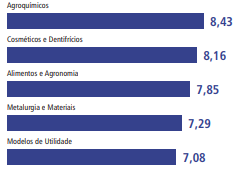 Agroquímicos
8,43
Cosméticos e Dentifrícios
8,16
Alimentos e Agronomia
7,85
Metalurgia e Materiais
7,29
Modelos de Utilidade
7,08